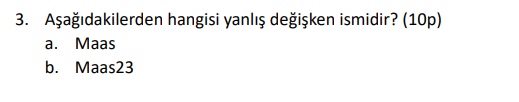 3. Aşağıdakilerden hangisi yanlış değişken ismidir? (10p)
a. Maas
b. Maas23